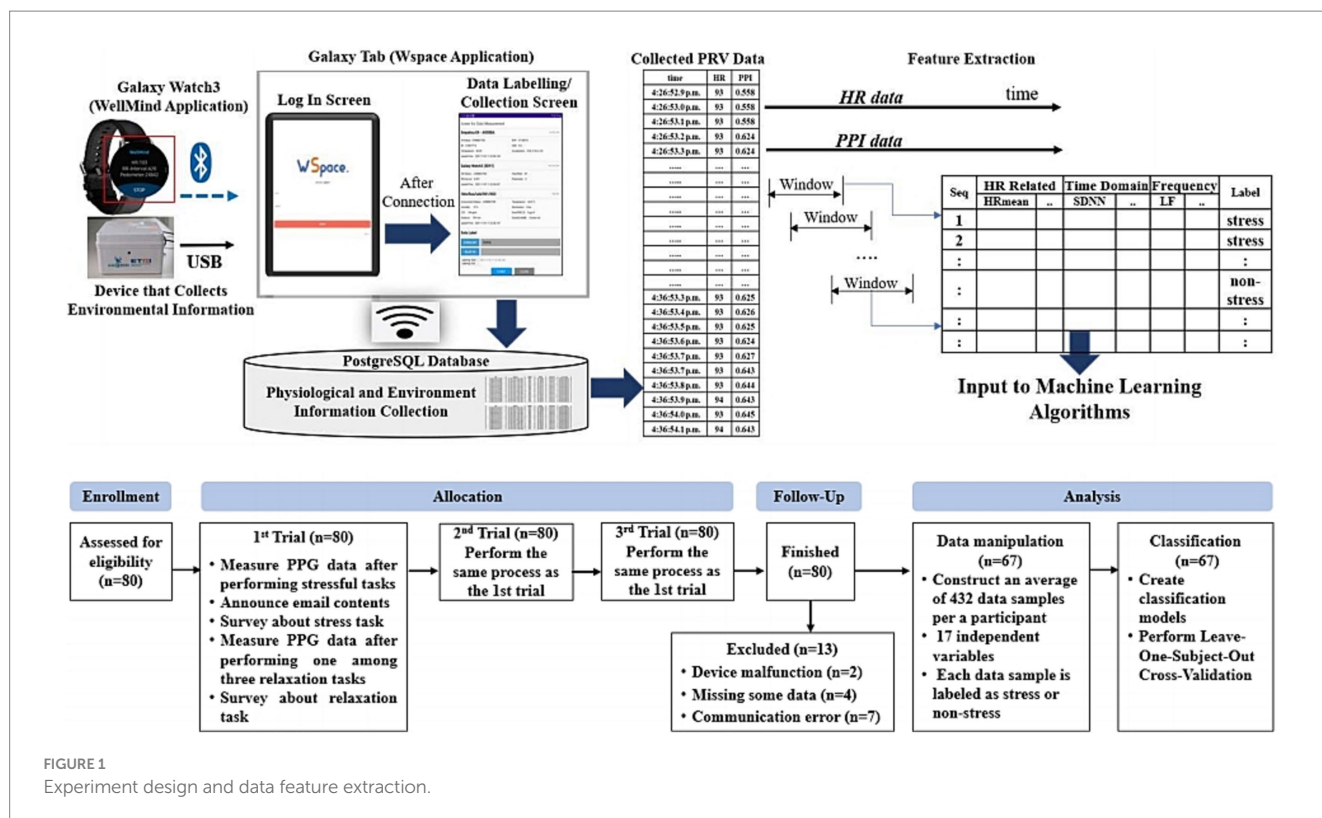 Galaxy Watch3
(WellMind Application)
WellMind
STOP
USB
Device that Collects
Environmental Information
Galaxy Tab (Wspace Application)
Log In Screen
WSpace.
After
Connection
Data Labelling/
Collection Screen
PostgreSQL Database
Physiological and Environment
Information Collection
Collected PRV Data
time HR PPI
4:26:52.9 p.m. 93 0.558
4:26:53.0 p.m. 93 0.558
4:26:53.1 p.m. 93 0.558
4:26:53.2 p.m. 93 0.624
4:26:53.3 p.m. 93 0.624
..... ... ...
..... ... ...
..... ... ...
..... ... ...
..... ... ...
..... ... ...
..... ... ...
..... ... ...
..... ... ...
4:36:53.3 p.m. 93 0.625
4:36:53.4 p.m. 93 0.626
4:36:53.5 p.m. 93 0.625
4:36:53.6 p.m. 93 0.624
4:36:53.7 p.m. 93 0.627
4:36:53.7 p.m. 93 0.643
4:36:53.8 p.m. 93 0.644
4:36:53.9 p.m. 94 0.643
4:36:54.0 p.m. 93 0.645
4:36:54.1 p.m. 94 0.643
Feature Extraction
HR data time
PPI data
Window
Window
....
Window
Seq HR Related Time Domain Frequency Label
HRmean .. SDNN .. LF ..
1 stress
2 stress
: :
: non-
stress
: :
: :
Input to Machine Learning
Algorithms
Enrollment
Assessed for
eligibility
(n=80)
Allocation
1st Trial (n=80)
• Measure PPG data after
performing stressful tasks
• Announce email contents
• Survey about stress task
• Measure PPG data after
performing one among
three relaxation tasks
• Survey about relaxation
task
2nd Trial (n=80)
Perform the
same process as
the 1st trial
3rd Trial (n=80)
Perform the
same process as
the 1st trial
Follow-Up
Finished
(n=80)
Excluded (n=13)
• Device malfunction (n=2)
• Missing some data (n=4)
• Communication error (n=7)
Analysis
Data manipulation
(n=67)
• Construct an average
of 432 data samples
per a participant
• 17 independent
variables
• Each data sample is
labeled as stress or
non-stress
Classification
(n=67)
• Create
classification
models
• Perform Leave-
One-Subject-Out
Cross-Validation
FIGURE 1
Experiment design and data feature extraction.